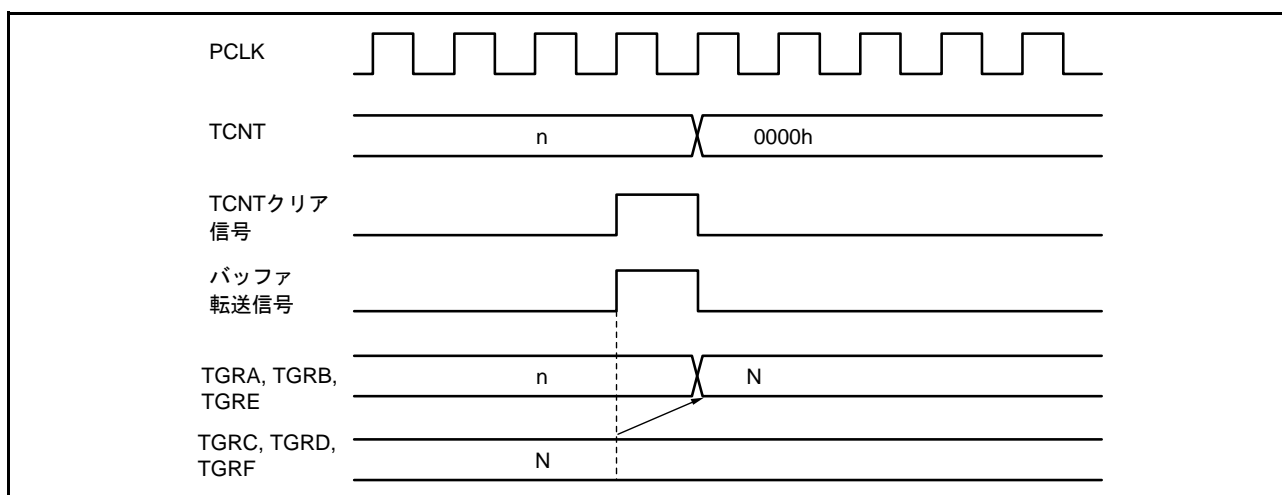 PCLK
TCNT
n
0000h
TCNTクリア
信号
バッファ
転送信号
TGRA, TGRB,
TGRE
n
N
TGRC, TGRD,
TGRF
N